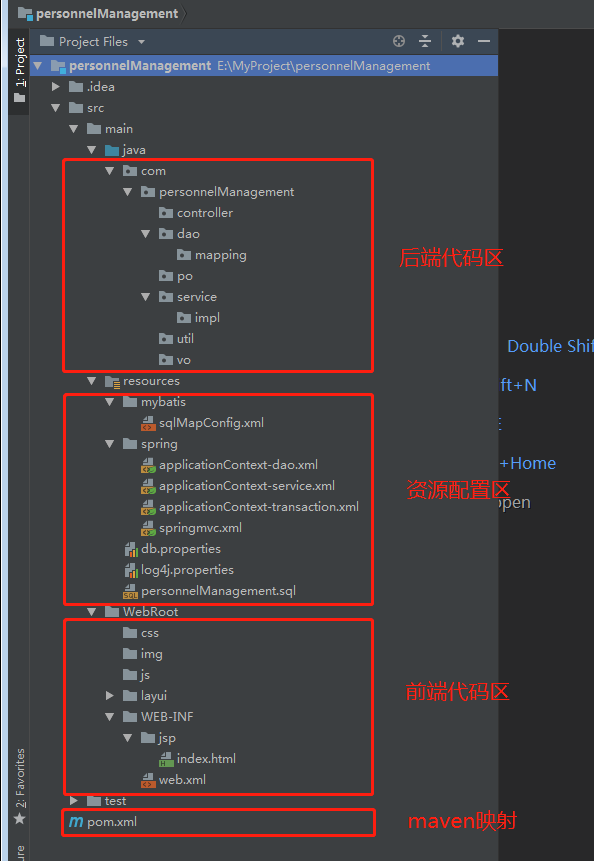 personnelManagement
Project Files
1: Project
personnelManagement E:\MyProject\personnelManagement
.idea
src
main
java
com
personnelManagement
controller
dao
mapping
后端代码区
po
service
impl
util
Double Shif
vo
resources
ft+N
mybatis
sqlMapConfig.xml
spring
applicationContext-dao.xml
+Home
applicationContext-service.xml
资源配置区
applicationContext-transaction.xml
open
springmvc.xml
db.properties
log4j.properties
personnelManagement.sql
WebRoot
css
img
js
layui
前端代码区
WEB-INF
jsp
index.html
web.xml
2: Favorites
test
pom.xml
maven映射
ure